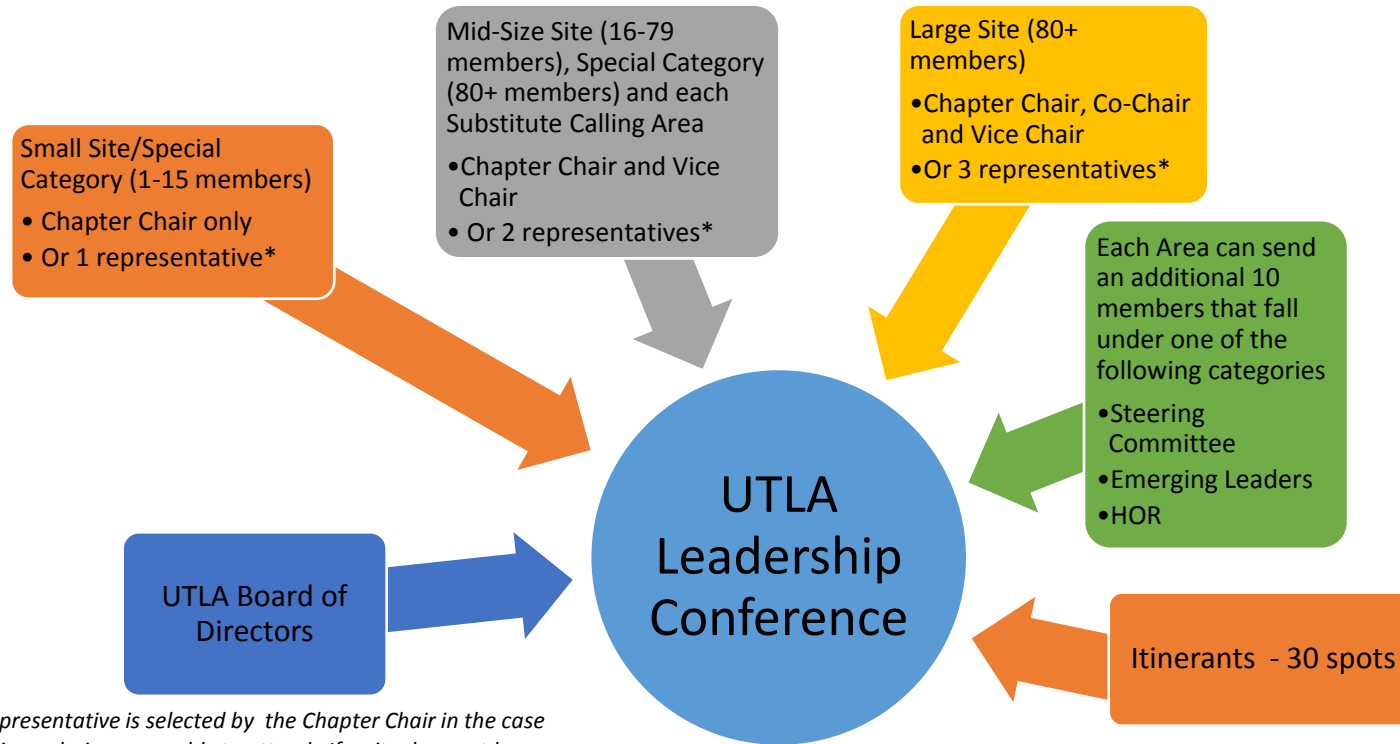 Mid-Size Site (16-79
members), Special Category
(80+ members) and each
Substitute Calling Area
•Chapter Chair and Vice
Chair
• Or 2 representatives*
Large Site (80+
members)
•Chapter Chair, Co-Chair
and Vice Chair
•Or 3 representatives*
Small Site/Special
Category (1-15 members)
• Chapter Chair only
• Or 1 representative*
Each Area can send
an additional 10
members that fall
under one of the
following categories
•Steering
Committee
•Emerging Leaders
•HOR
UTLA
Leadership
Conference
UTLA Board of
Directors
Itinerants - 30 spots
is selected by the Chapter Chair in the case